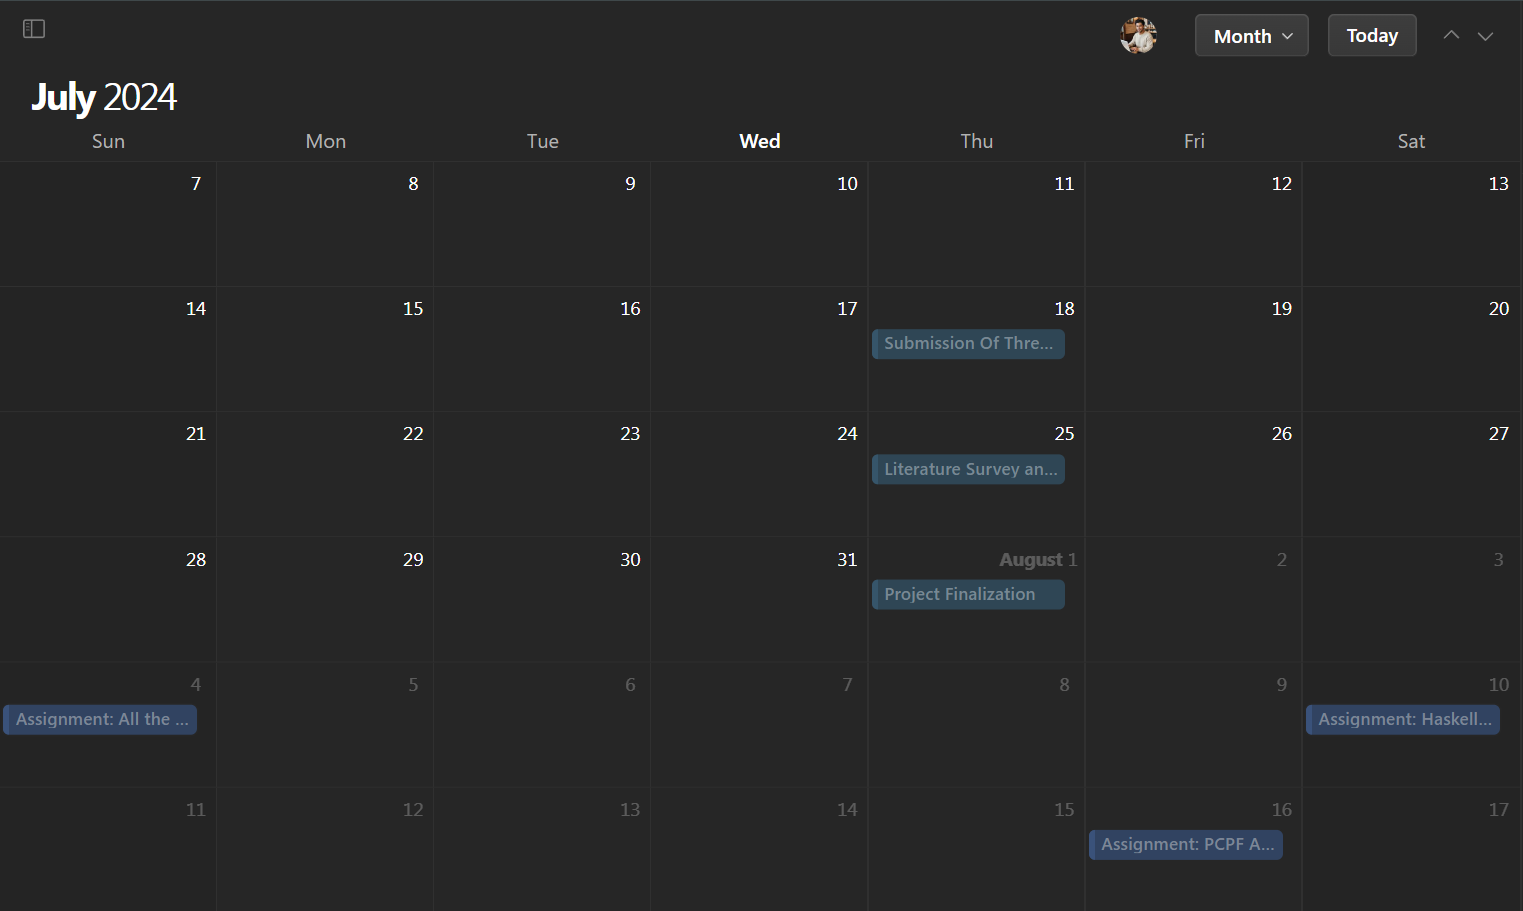 Month
Today
July 2024
Sun Mon Tue Wed Thu Fri Sat
7 8 9 10 11 12 13
14 15 16 17 18 19 20
Submission Of Thre...
21 22 23 24 25 26 27
Literature Survey an...
28 29 30 31 August 1 2 3
Project Finalization
4 5 6 7 8 9 10
Assignment: All the ... Assignment: Haskell...
11 12 13 14 15 16 17
Assignment: PCPF A...